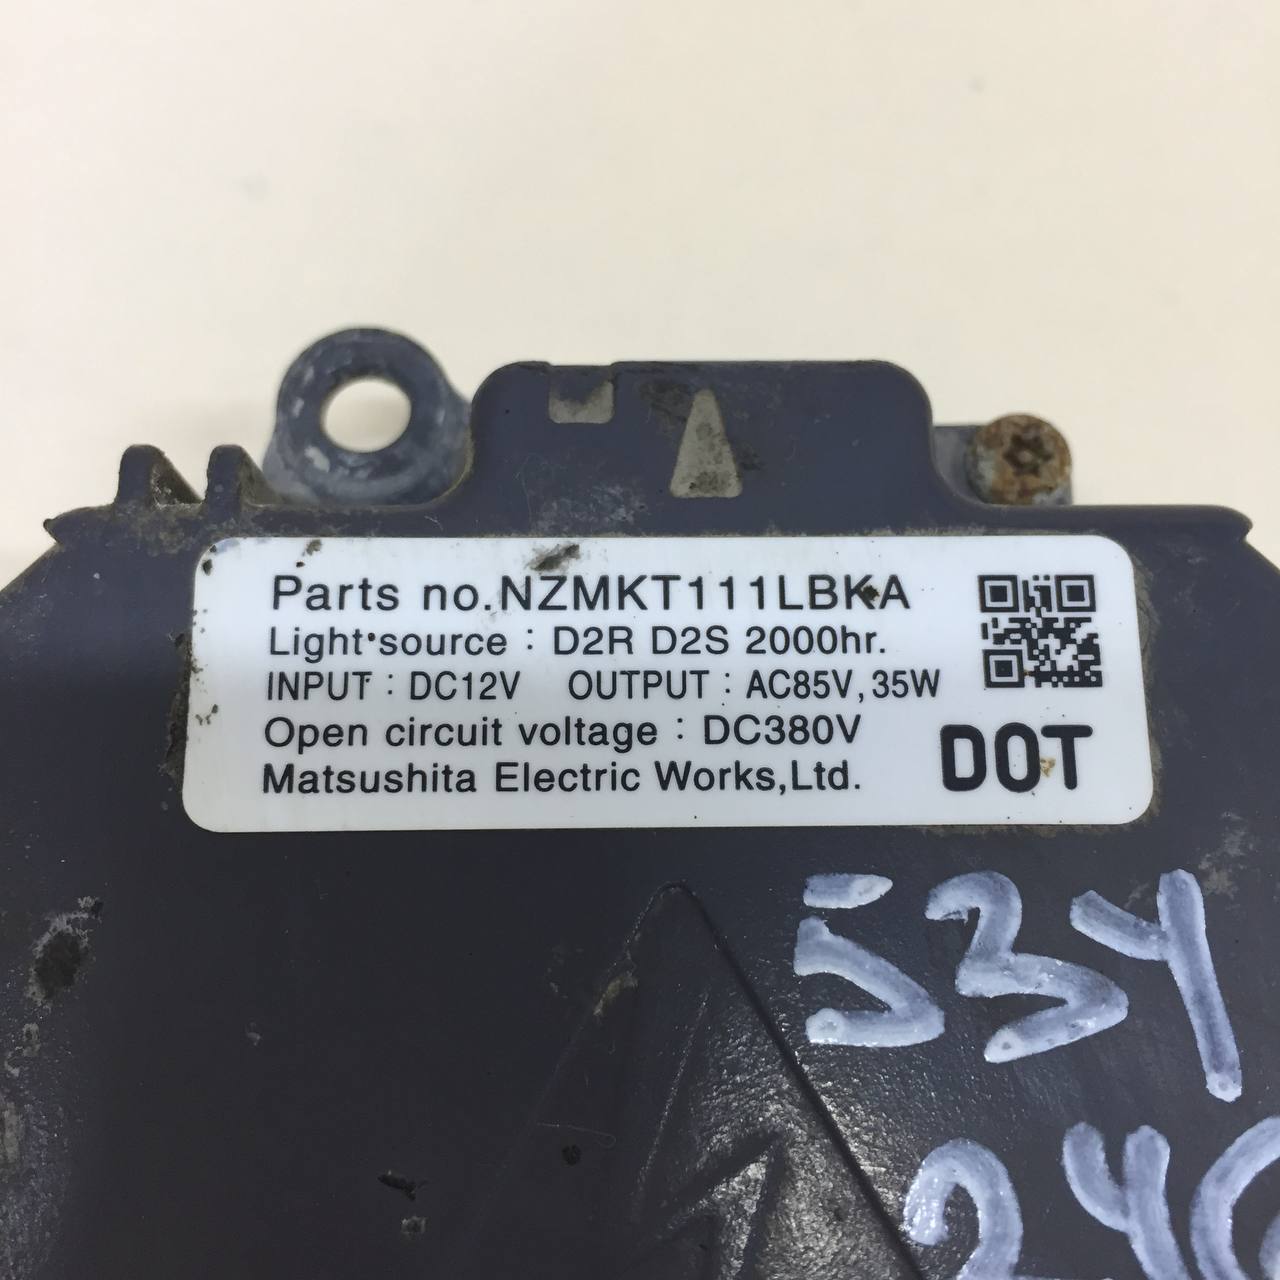 Parts no.NZMKT111LBKA
Light source : D2R D2S 2000hr.
INPUT : DC12V OUTPUT : AC85V,35W
Open circuit voltage : DC380V
Matsushita Electric Works,Ltd.
DOT
534